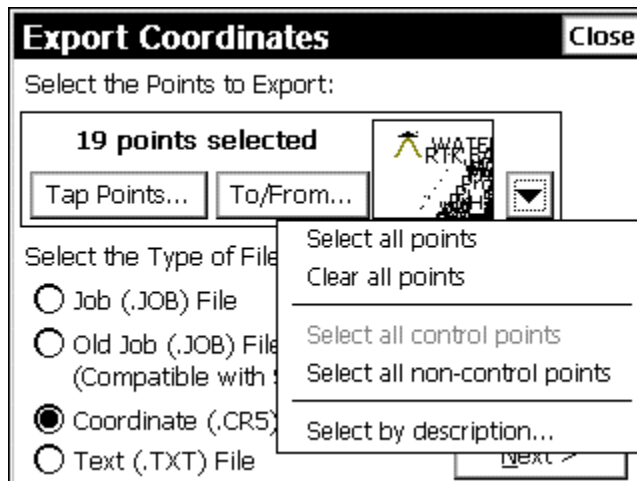 Export Coordinates
Close
Select the Points to Export:
19 points selected
Tap Points...
To/From...
Select all points
Clear all points
Select all control points
Select all non-control points
Select by description...
Select the Type of File
Job (.JOB) File
Old Job (.JOB) File
(Compatible with
Coordinate (.CR5)
Text (.TXT) File
Next >